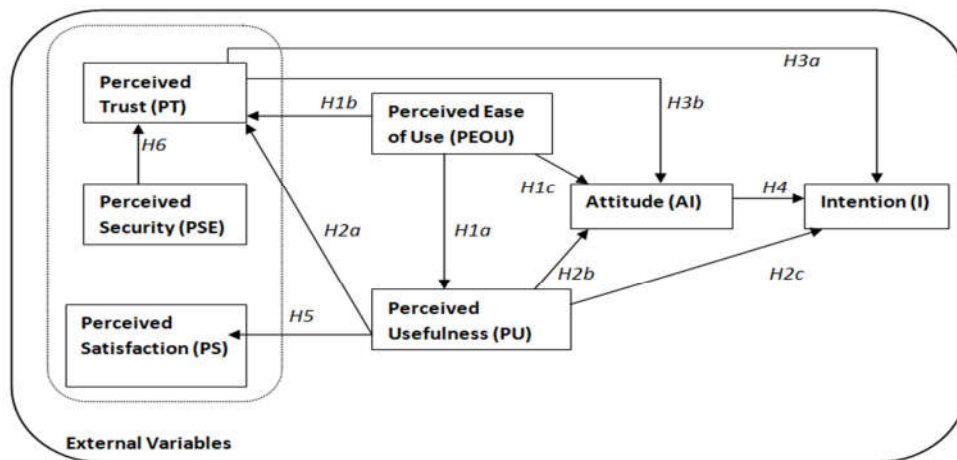 H3a
Perceived
Trust (PT)
H1b
Perceived Ease
of Use (PEOU)
H3b
H6
Perceived
Security (PSE)
H2a
H1a
H1c
Attitude (AI)
H4
Intention (I)
H2b
H2c
Perceived
Usefulness (PU)
H5
Perceived
Satisfaction (PS)
External Variables